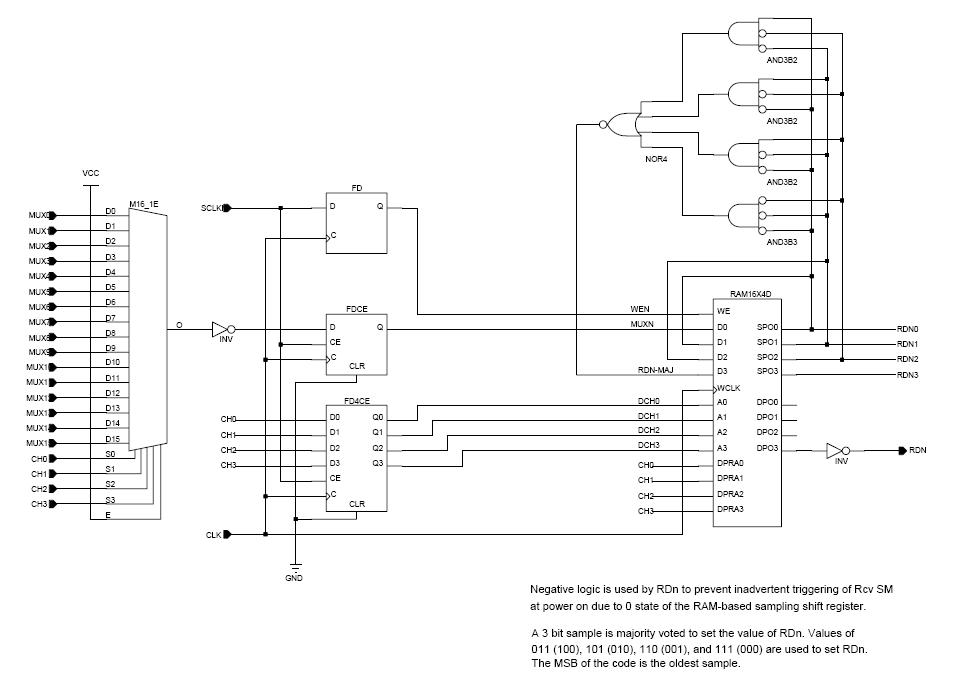 AND3B2
AND3B2
NOR4
AND3B2
AND3B3
VCC
M16_1E
MUX0 D0
MUX1 D1
MUX2 D2
MUX3 D3
MUX4 D4
MUX5 D5
MUX6 D6
MUX7 D7
MUX8 D8
MUX9 D9
MUX1 D10
MUX1 D11
MUX1 D12
MUX1 D13
MUX1 D14
MUX1 D15
CH0 S0
CH1 S1
CH2 S2
CH3 S3
E
O
INV
SCLK
FD
D Q
C
FDCE
D Q
CE
C
CLR
FD4CE
CH0 D0 Q0
CH1 D1 Q1
CH2 D2 Q2
CH3 D3 Q3
CE
C
CLR
CLK
GND
RAM16X4D
WEN WE
MUXN D0 SPO0 RDN0
D1 SPO1 RDN1
D2 SPO2 RDN2
RDN-MAJ D3 SPO3 RDN3
WCLK
DCH0 A0 DPO0
DCH1 A1 DPO1
DCH2 A2 DPO2
DCH3 A3 DPO3
INV
RDN
CH0 DPRA0
CH1 DPRA1
CH2 DPRA2
CH3 DPRA3
Negative logic is used by RDn to prevent inadvertent triggering of Rcv SM
at power on due to 0 state of the RAM-based sampling shift register.
A 3 bit sample is majority voted to set the value of RDn. Values of
011 (100), 101 (010), 110 (001), and 111 (000) are used to set RDn.
The MSB of the code is the oldest sample.